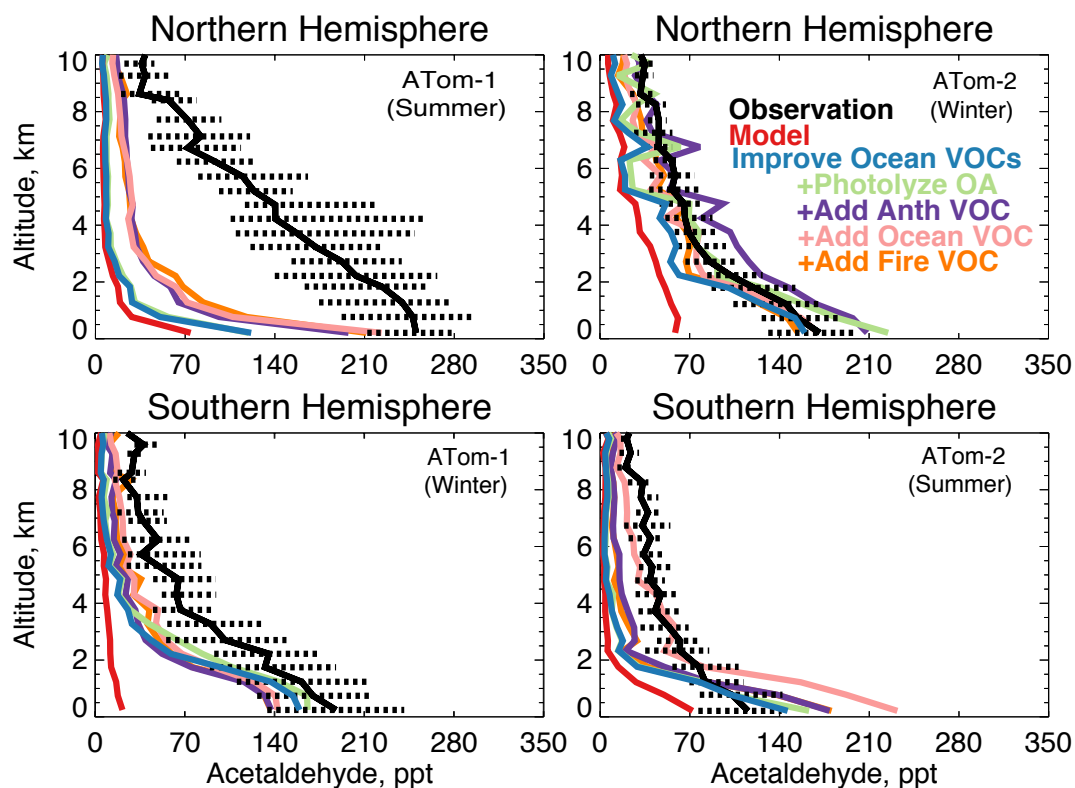 Northern Hemisphere
Northern Hemisphere
10
8
6
4
2
0
Altitude, km
ATom-1
(Summer)
0
70
140
210
280
350
10
8
6
4
2
0
ATom-2
(Winter)
Observation
Model
Improve Ocean VOCs
+Photolyze OA
+Add Anth VOC
+Add Ocean VOC
+Add Fire VOC
0
70
140
210
280
350
Southern Hemisphere
Southern Hemisphere
10
8
6
4
2
0
Altitude, km
ATom-1
(Winter)
0
70
140
210
280
350
Acetaldehyde, ppt
10
8
6
4
2
0
ATom-2
(Summer)
0
70
140
210
280
350
Acetaldehyde, ppt